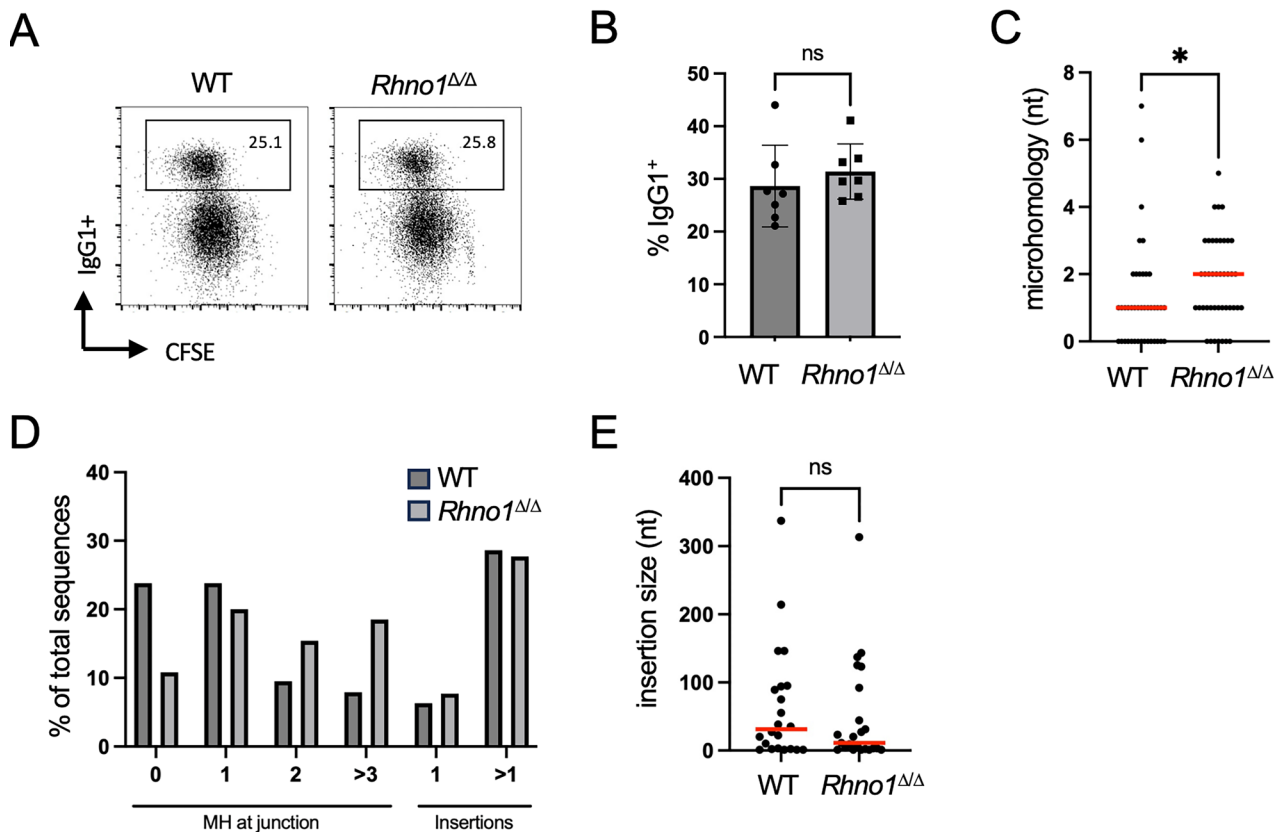 A
WT
Rhno1Δ/Δ
25.1
25.8
IgG1+
CFSE
B
ns
% IgG1+
50
40
30
20
10
0
WT
Rhno1Δ/Δ
C
*
microhomology (nt)
8
6
4
2
0
WT
Rhno1Δ/Δ
D
% of total sequences
40
30
20
10
0
WT
Rhno1Δ/Δ
0 1 2 >3 1 >1
MH at junction Insertions
E
ns
insertion size (nt)
400
300
200
100
0
WT
Rhno1Δ/Δ